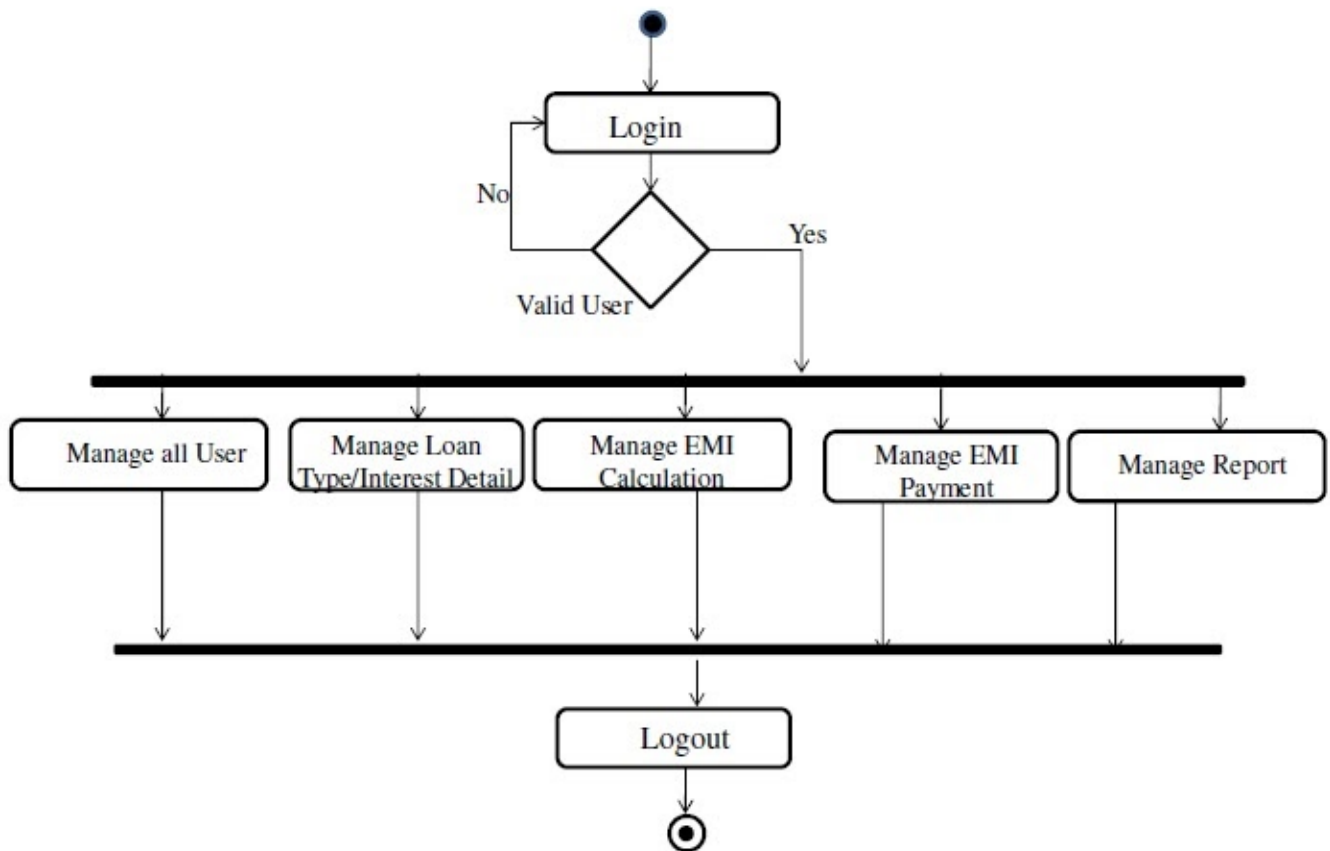 Login
No
Yes
Valid User
Manage all User
Manage Loan
Type/Interest Detail
Manage EMI
Calculation
Manage EMI
Payment
Manage Report
Logout